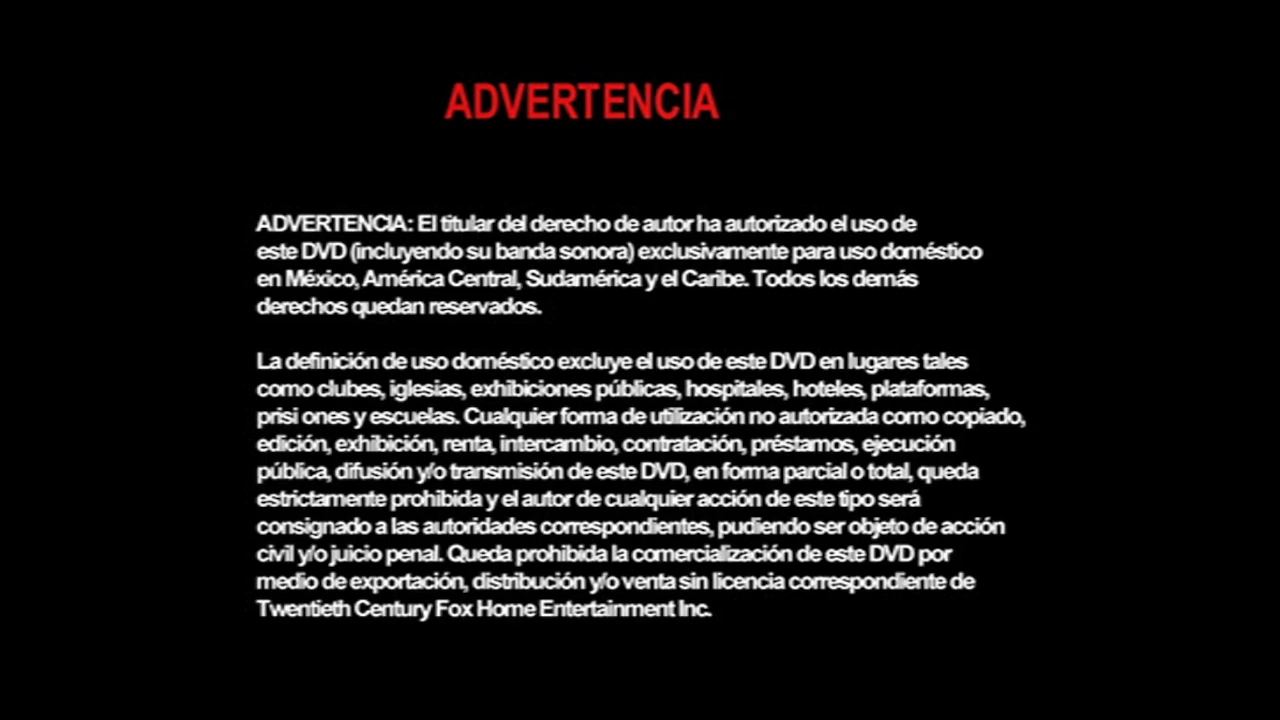 ADVERTENCIA
ADVERTENCIA: El titular del derecho de autor ha autorizado el uso de
este DVD (incluyendo su banda sonora) exclusivamente para uso doméstico
en México, América Central, Sudamérica y el Caribe. Todos los demás
derechos quedan reservados.
La definición de uso doméstico excluye el uso de este DVD en lugares tales
como clubes, iglesias, exhibiciones públicas, hospitales, hoteles, plataformas,
prisi ones y escuelas. Cualquier forma de utilización no autorizada como copiado,
edición, exhibición, renta, intercambio, contratación, préstamos, ejecución
pública, difusión y/o transmisión de este DVD, en forma parcial o total, queda
estrictamente prohibida y el autor de cualquier acción de este tipo será
consignado a las autoridades correspondientes, pudiendo ser objeto de acción
civil y/o juicio penal. Queda prohibida la comercialización de este DVD por
medio de exportación, distribución y/o venta sin licencia correspondiente de
Twentieth Century Fox Home Entertainment Inc.